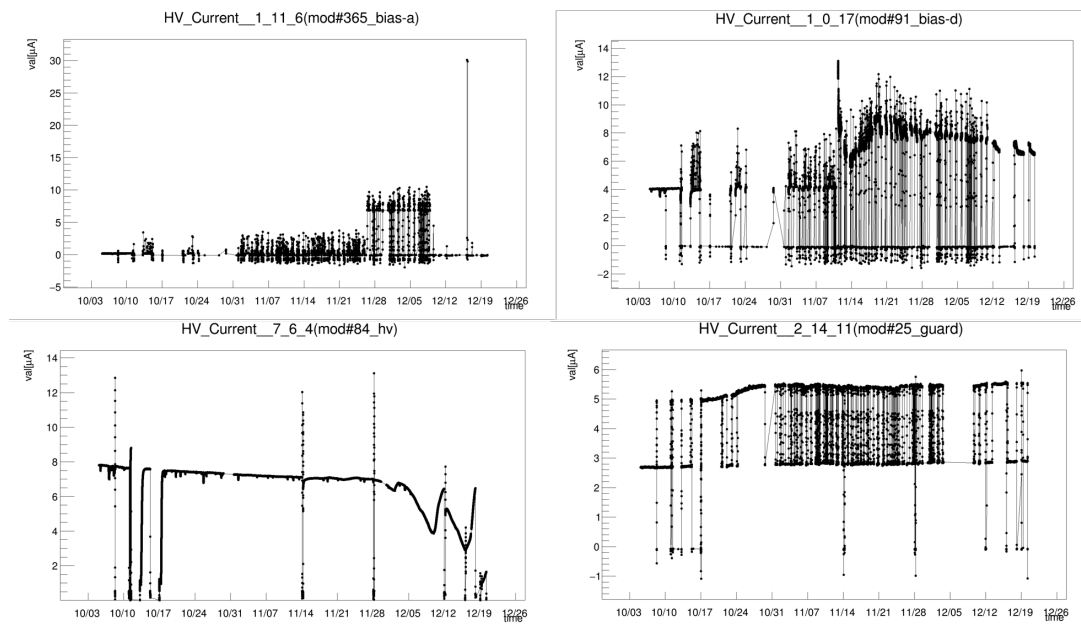 HV_Current__1_11_6(mod#365_bias-a)
val[μA]
30
25
20
15
10
5
0
−5
10/03 10/10 10/17 10/24 10/31 11/07 11/14 11/21 11/28 12/05 12/12 12/19 12/26
time
HV_Current__1_0_17(mod#91_bias-d)
val[μA]
14
12
10
8
6
4
2
0
−2
10/03 10/10 10/17 10/24 10/31 11/07 11/14 11/21 11/28 12/05 12/12 12/19 12/26
time
HV_Current__7_6_4(mod#84_hv)
val[μA]
14
12
10
8
6
4
2
10/03 10/10 10/17 10/24 10/31 11/07 11/14 11/21 11/28 12/05 12/12 12/19 12/26
time
HV_Current__2_14_11(mod#25_guard)
val[μA]
6
5
4
3
2
1
0
−1
10/03 10/10 10/17 10/24 10/31 11/07 11/14 11/21 11/28 12/05 12/12 12/19 12/26
time